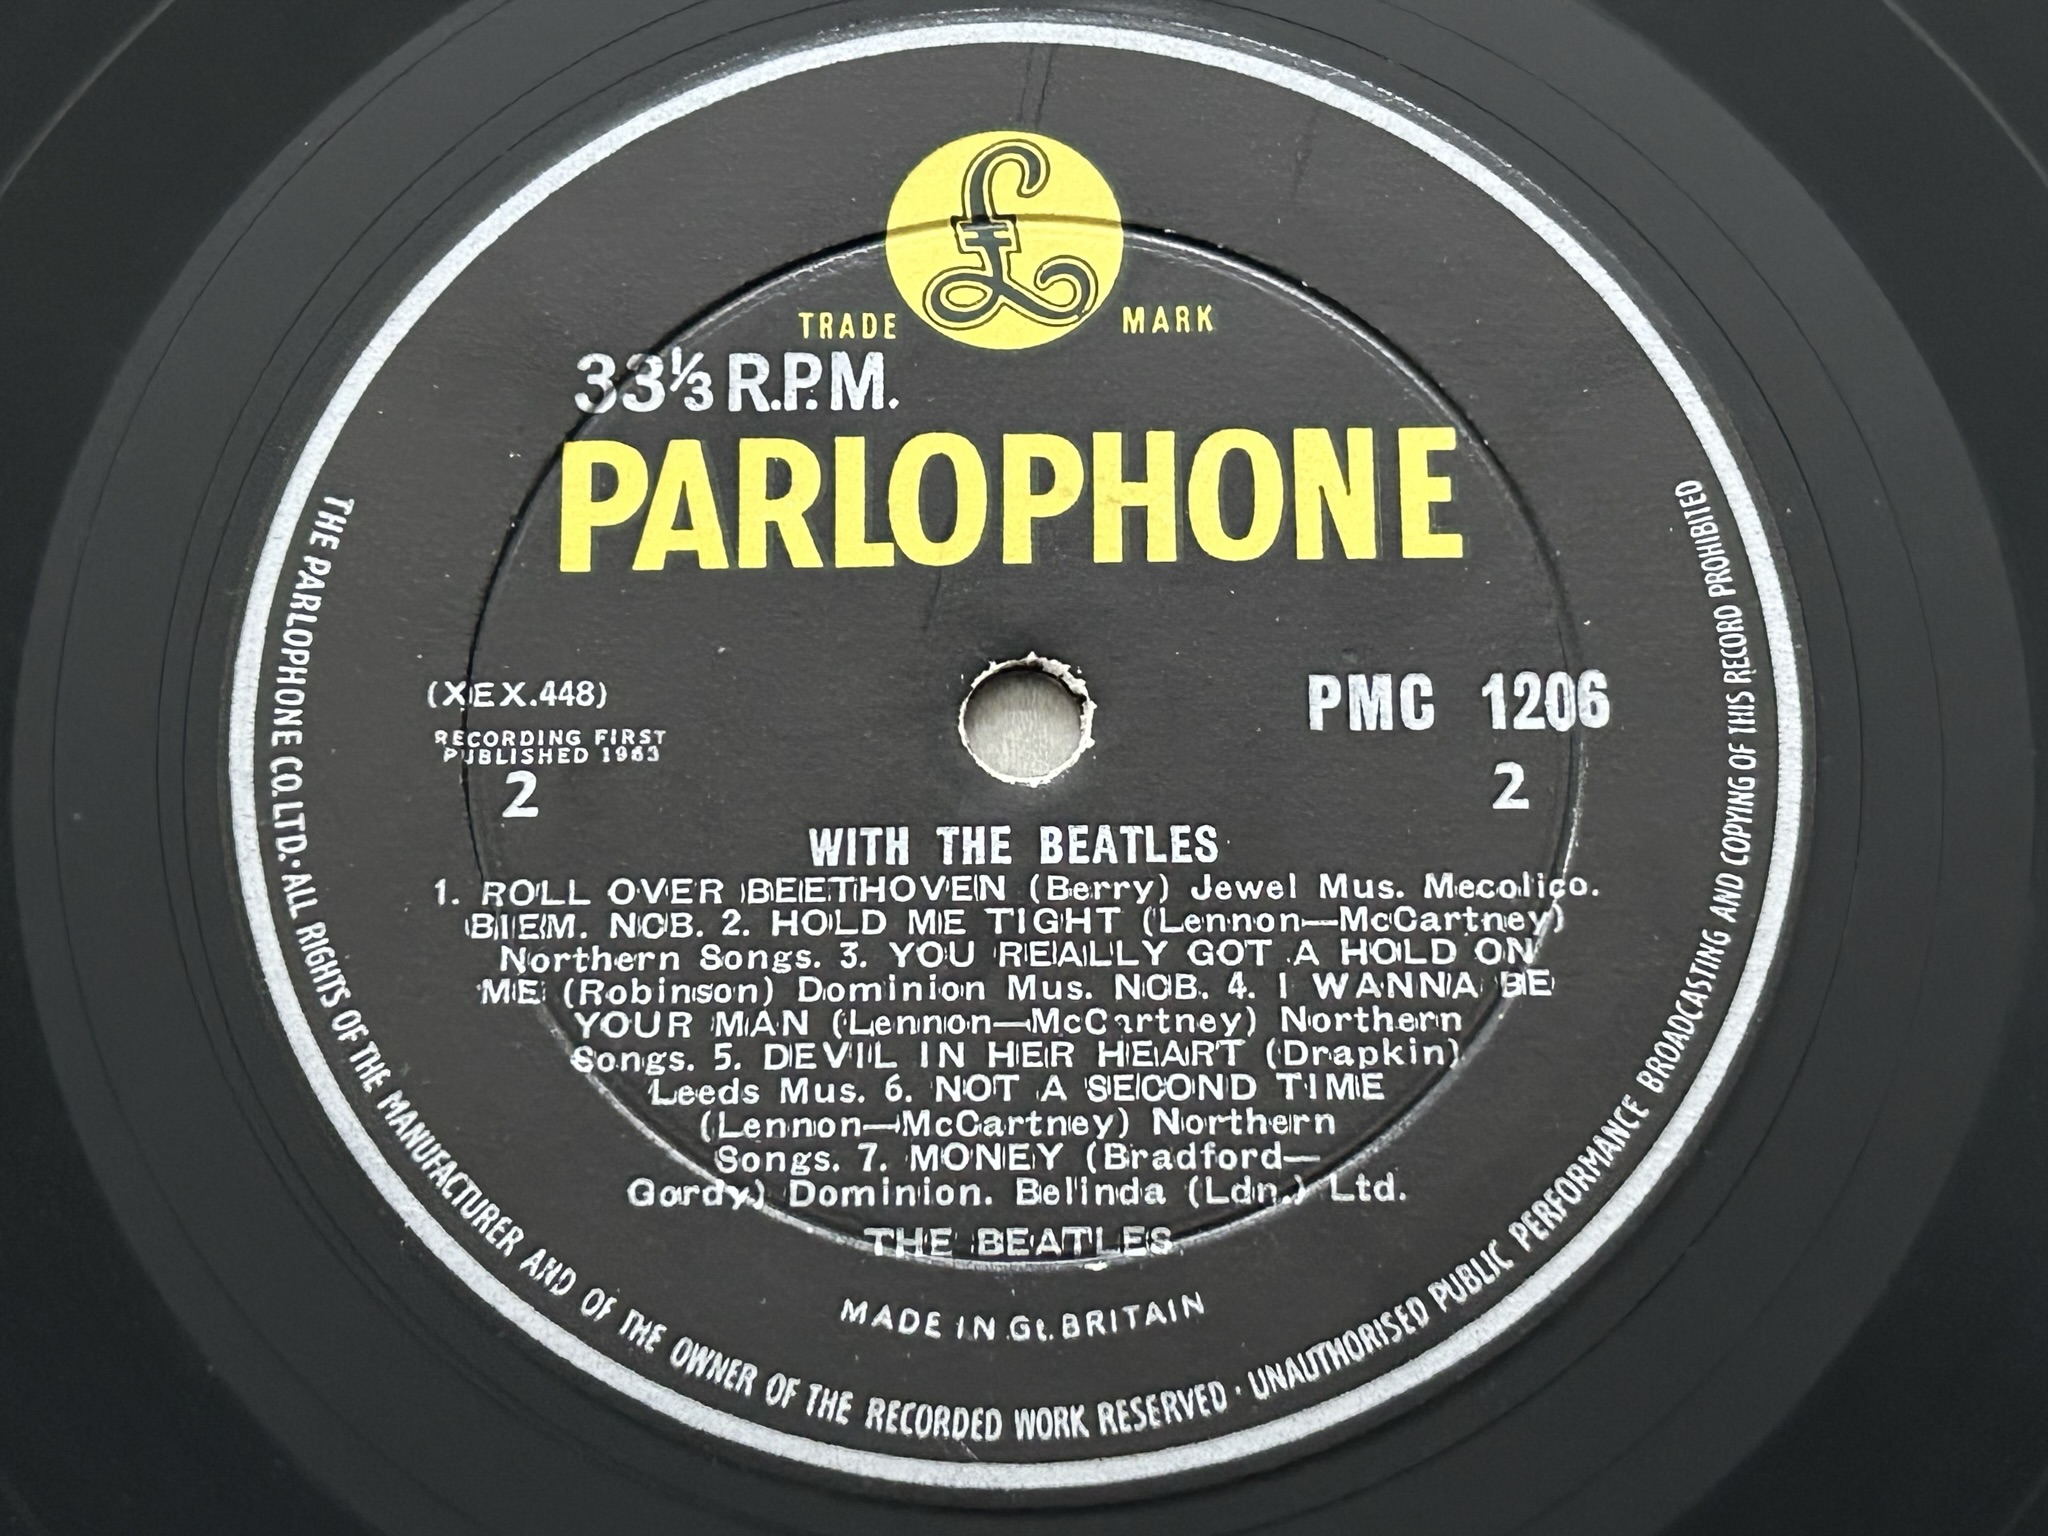 £
TRADE MARK
33⅓ R.P.M.
PARLOPHONE
(XEX.448)
RECORDING FIRST
PUBLISHED 1963
2
PMC 1206
2
WITH THE BEATLES
1. ROLL OVER BEETHOVEN (Berry) Jewel Mus. Mecolico.
BIEM. NCB. 2. HOLD ME TIGHT (Lennon—McCartney)
Northern Songs. 3. YOU REALLY GOT A HOLD ON
ME (Robinson) Dominion Mus. NCB. 4. I WANNA BE
YOUR MAN (Lennon—McCartney) Northern
Songs. 5. DEVIL IN HER HEART (Drapkin)
Leeds Mus. 6. NOT A SECOND TIME
(Lennon—McCartney) Northern
Songs. 7. MONEY (Bradford—
Gordy) Dominion. Belinda (Ldn.) Ltd.
THE BEATLES
MADE IN Gt. BRITAIN
THE PARLOPHONE CO. LTD. · ALL RIGHTS OF THE MANUFACTURER AND OF THE OWNER OF THE RECORDED WORK RESERVED · UNAUTHORISED PUBLIC PERFORMANCE BROADCASTING AND COPYING OF THIS RECORD PROHIBITED